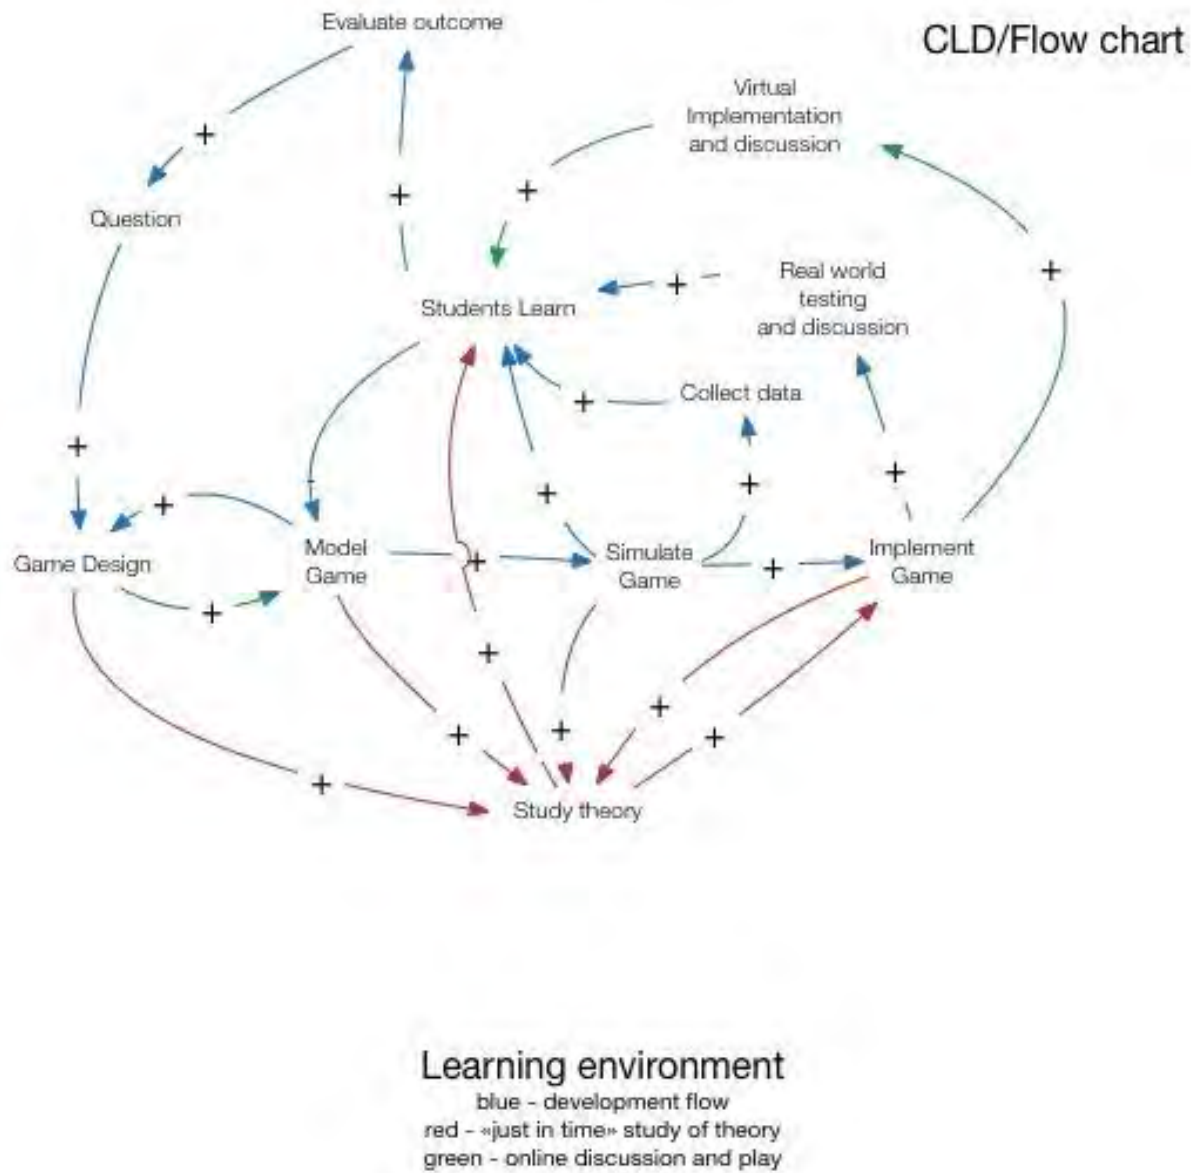 Evaluate outcome
CLD/Flow chart
Virtual
Implementation
and discussion
+
+
+
Question
+
Real world
testing
and discussion
+
Students Learn
Collect data
+
+
+
+
+
+
Game Design
Model
Game
+
Simulate
Game
+
Implement
Game
+
+
+
+
+
+
+
Study theory
Learning environment
blue - development flow
red - «just in time» study of theory
green - online discussion and play